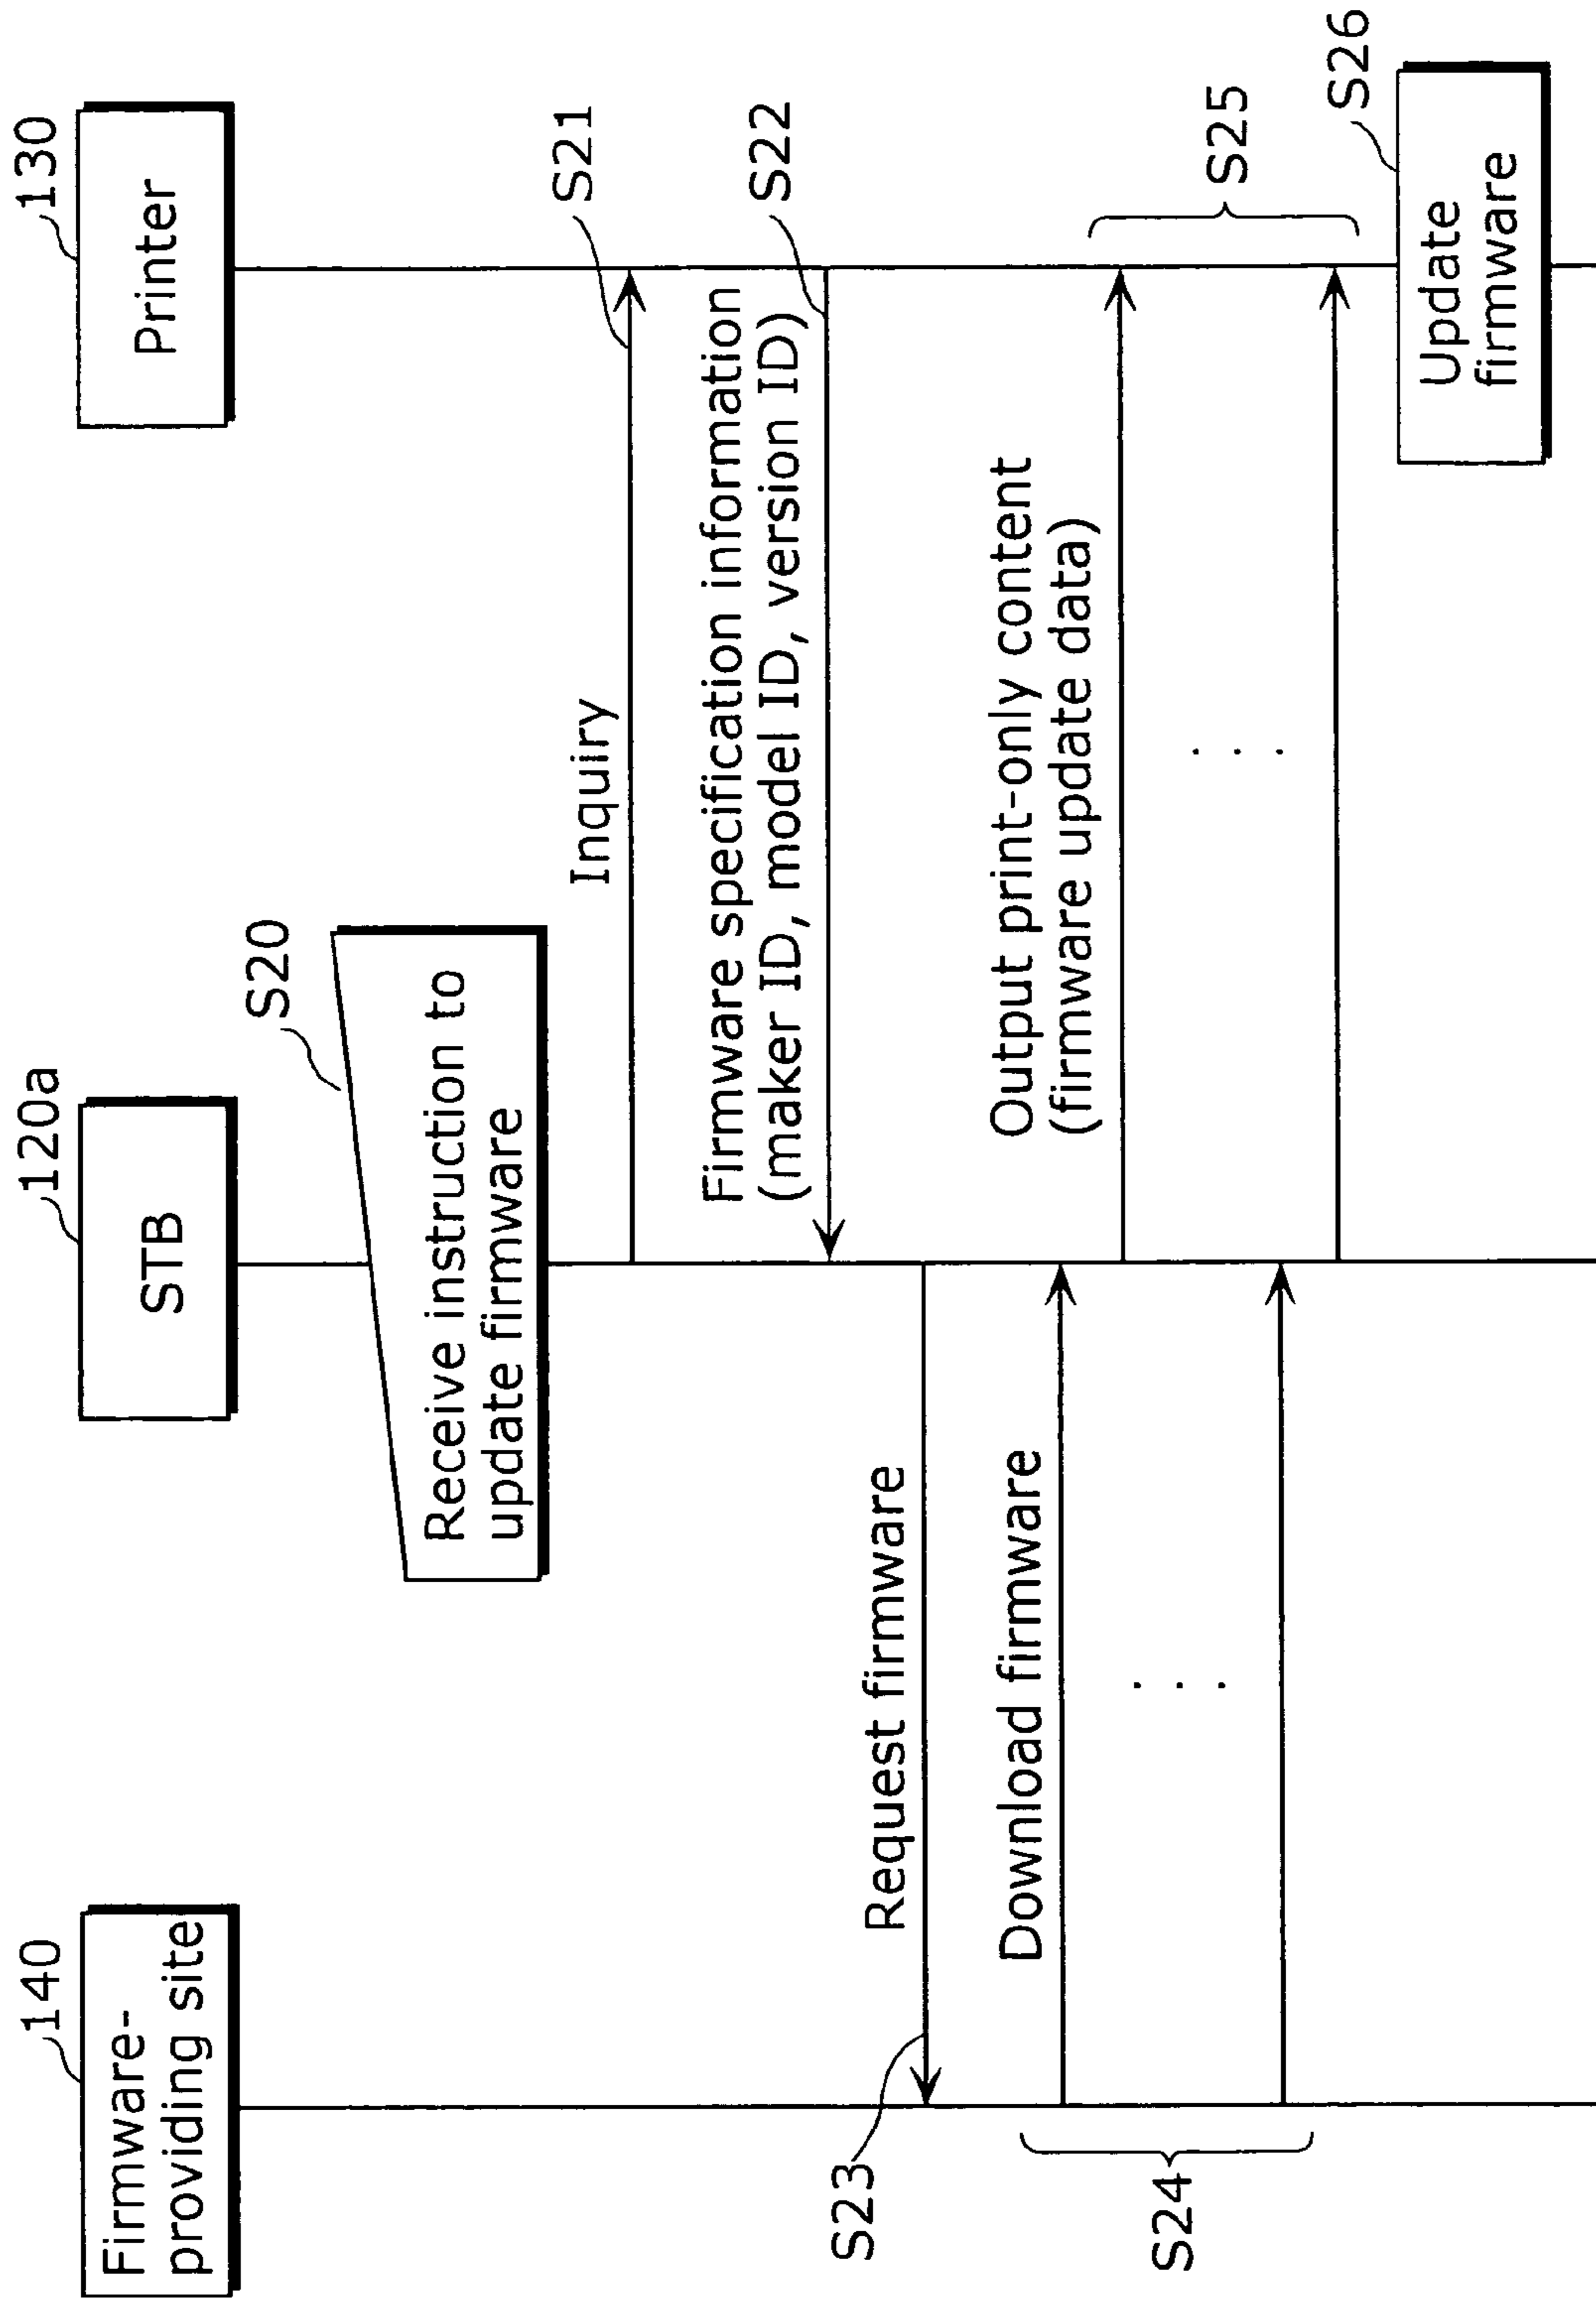 140
Firmware-
providing site
120a
STB
130
Printer
S20
Receive instruction to
update firmware
Inquiry
S21
Firmware specification information
(maker ID, model ID, version ID)
S22
Request firmware
S23
Download firmware
. . .
S24
Output print-only content
(firmware update data)
. . .
S25
S26
Update
firmware